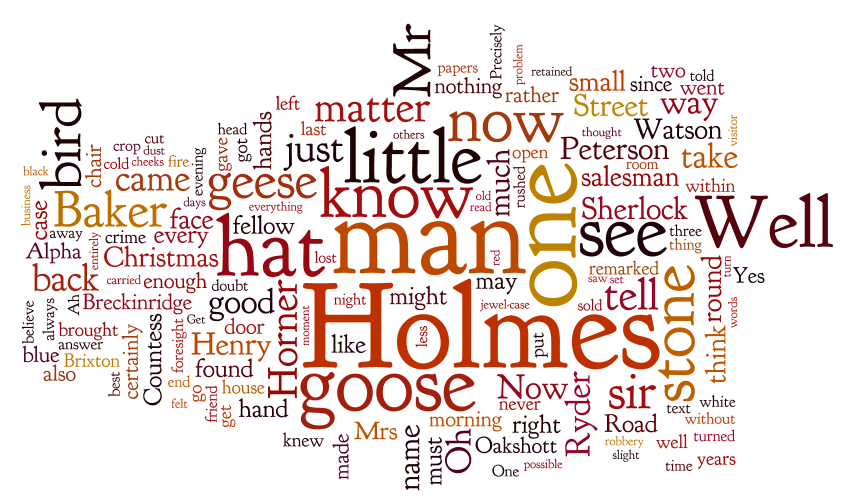 Mr
papers
nothing
Precisely
problem
retained
rather
small
since
two
told
went
way
Street
g
bird
crop
cut
dust
cold
cheeks
fire
chair
black
business
evening
head
gave
got
hands
left
last
matter
others
just
little
now
open
thought
Watson
visitor
Peterson
room
take
salesman
within
rushed
much
came
days
geese
everything
know
old
read
one
Sherlock
see
three
thing
Well
Baker
face
fellow
case
away
Alpha
entirely
crime
every
Christmas
hat
lost
man
red
may
remarked
saw
set
Yes
turn
round
words
back
carried
enough
doubt
good
Horner
night
might
jewel-case
sold
tell
stone
think
Ah
Breckinridge
Get
moment
Holmes
like
less
put
believe
always
brought
answer
certainly
Countess
foresight
door
Henry
found
blue
Brixton
also
best
end
felt
go
house
friend
get
hand
goose
Now
never
sir
Ryder
text
white
without
Road
robbery
slight
well
turned
time
years
knew
made
Mrs
name
must
morning
Oh
Oakshott
right
One
possible